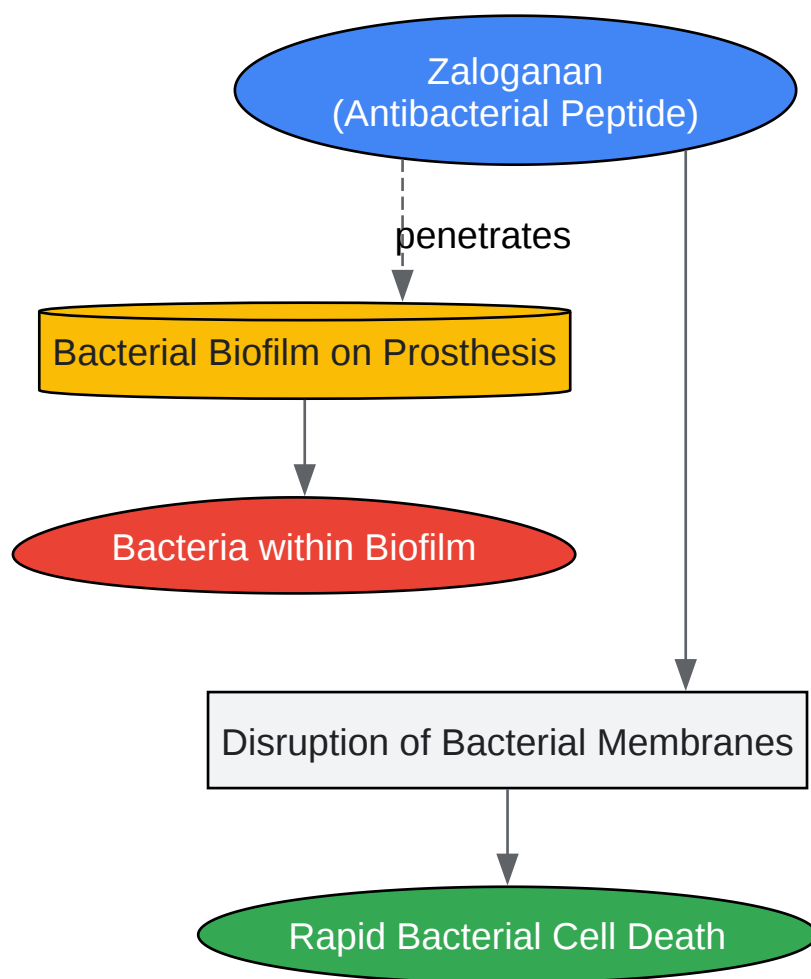 Zaloganan
(Antibacterial Peptide)
penetrates
Bacterial Biofilm on Prosthesis
Bacteria within Biofilm
Disruption of Bacterial Membranes
Rapid Bacterial Cell Death